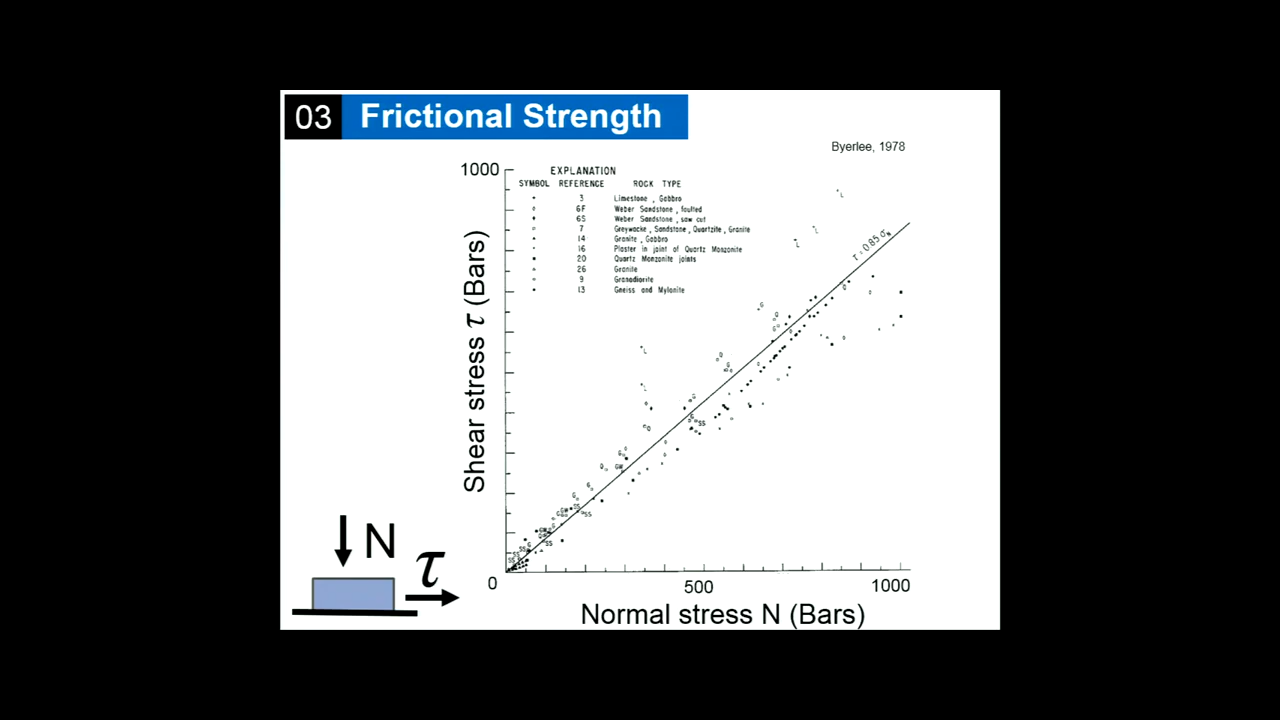 03 Frictional Strength
Byerlee, 1978
1000
EXPLANATION
SYMBOL REFERENCE ROCK TYPE
3 Limestone, Gabbro
6F Weber Sandstone, faulted
6S Weber Sandstone, saw cut
7 Greywacke, Sandstone, Quartzite, Granite
14 Granite, Gabbro
16 Plaster in joint of Quartz Monzonite
20 Quartz Monzonite joints
26 Granite
9 Granodiorite
13 Gneiss and Mylonite
τ = 0.85 σN
Shear stress τ (Bars)
N
τ
0
500
1000
Normal stress N (Bars)